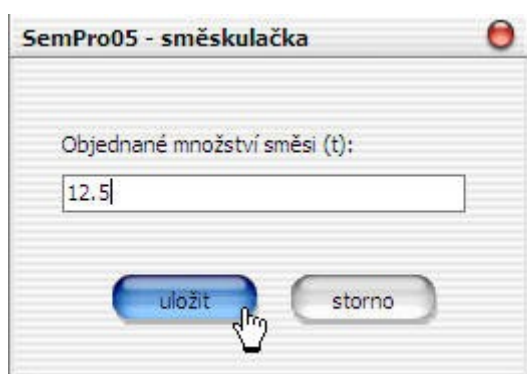 SemPro05 - směskulačka
Objednané množství směsi (t):
12.5
uložit
storno